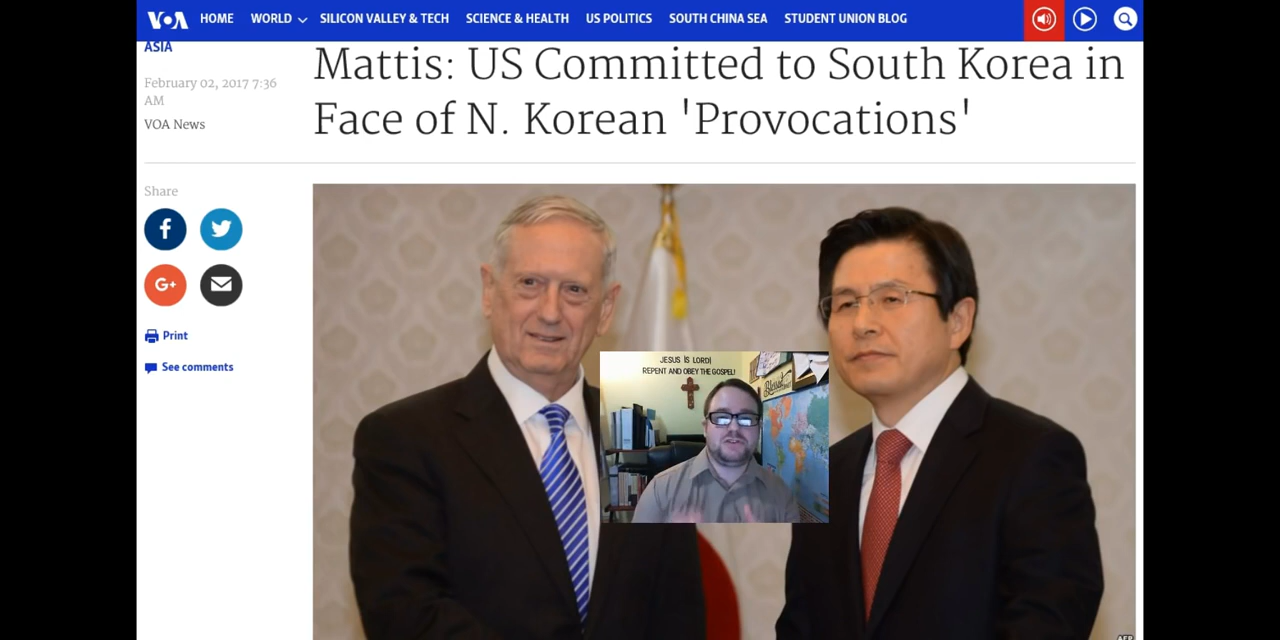 VOA HOME WORLD SILICON VALLEY & TECH SCIENCE & HEALTH US POLITICS SOUTH CHINA SEA STUDENT UNION BLOG
ASIA
February 02, 2017 7:36
AM
VOA News
Mattis: US Committed to South Korea in
Face of N. Korean 'Provocations'
Share
G+
Print
See comments
JESUS IS LORD!
REPENT AND OBEY THE GOSPEL!
Blessed
AFP